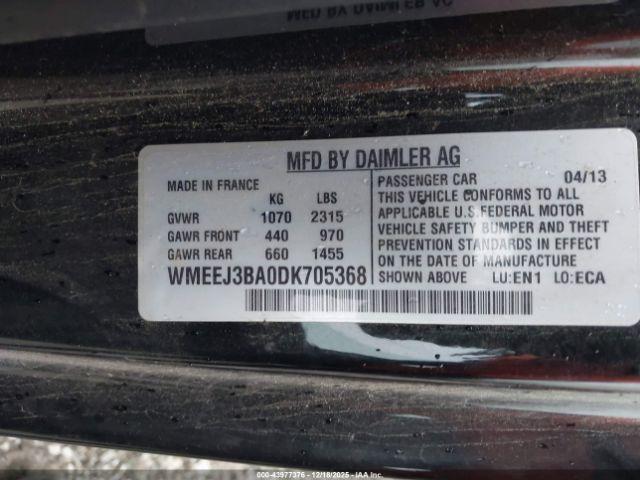 MFD BY DAIMLER AG
MADE IN FRANCE
KG LBS
GVWR 1070 2315
GAWR FRONT 440 970
GAWR REAR 660 1455
WMEEJ3BA0DK705368
PASSENGER CAR 04/13
THIS VEHICLE CONFORMS TO ALL
APPLICABLE U.S.FEDERAL MOTOR
VEHICLE SAFETY BUMPER AND THEFT
PREVENTION STANDARDS IN EFFECT
ON THE DATE OF MANUFACTURE
SHOWN ABOVE LU:EN1 LO:ECA
000-43977376 - 12/18/2025 - IAA Inc.